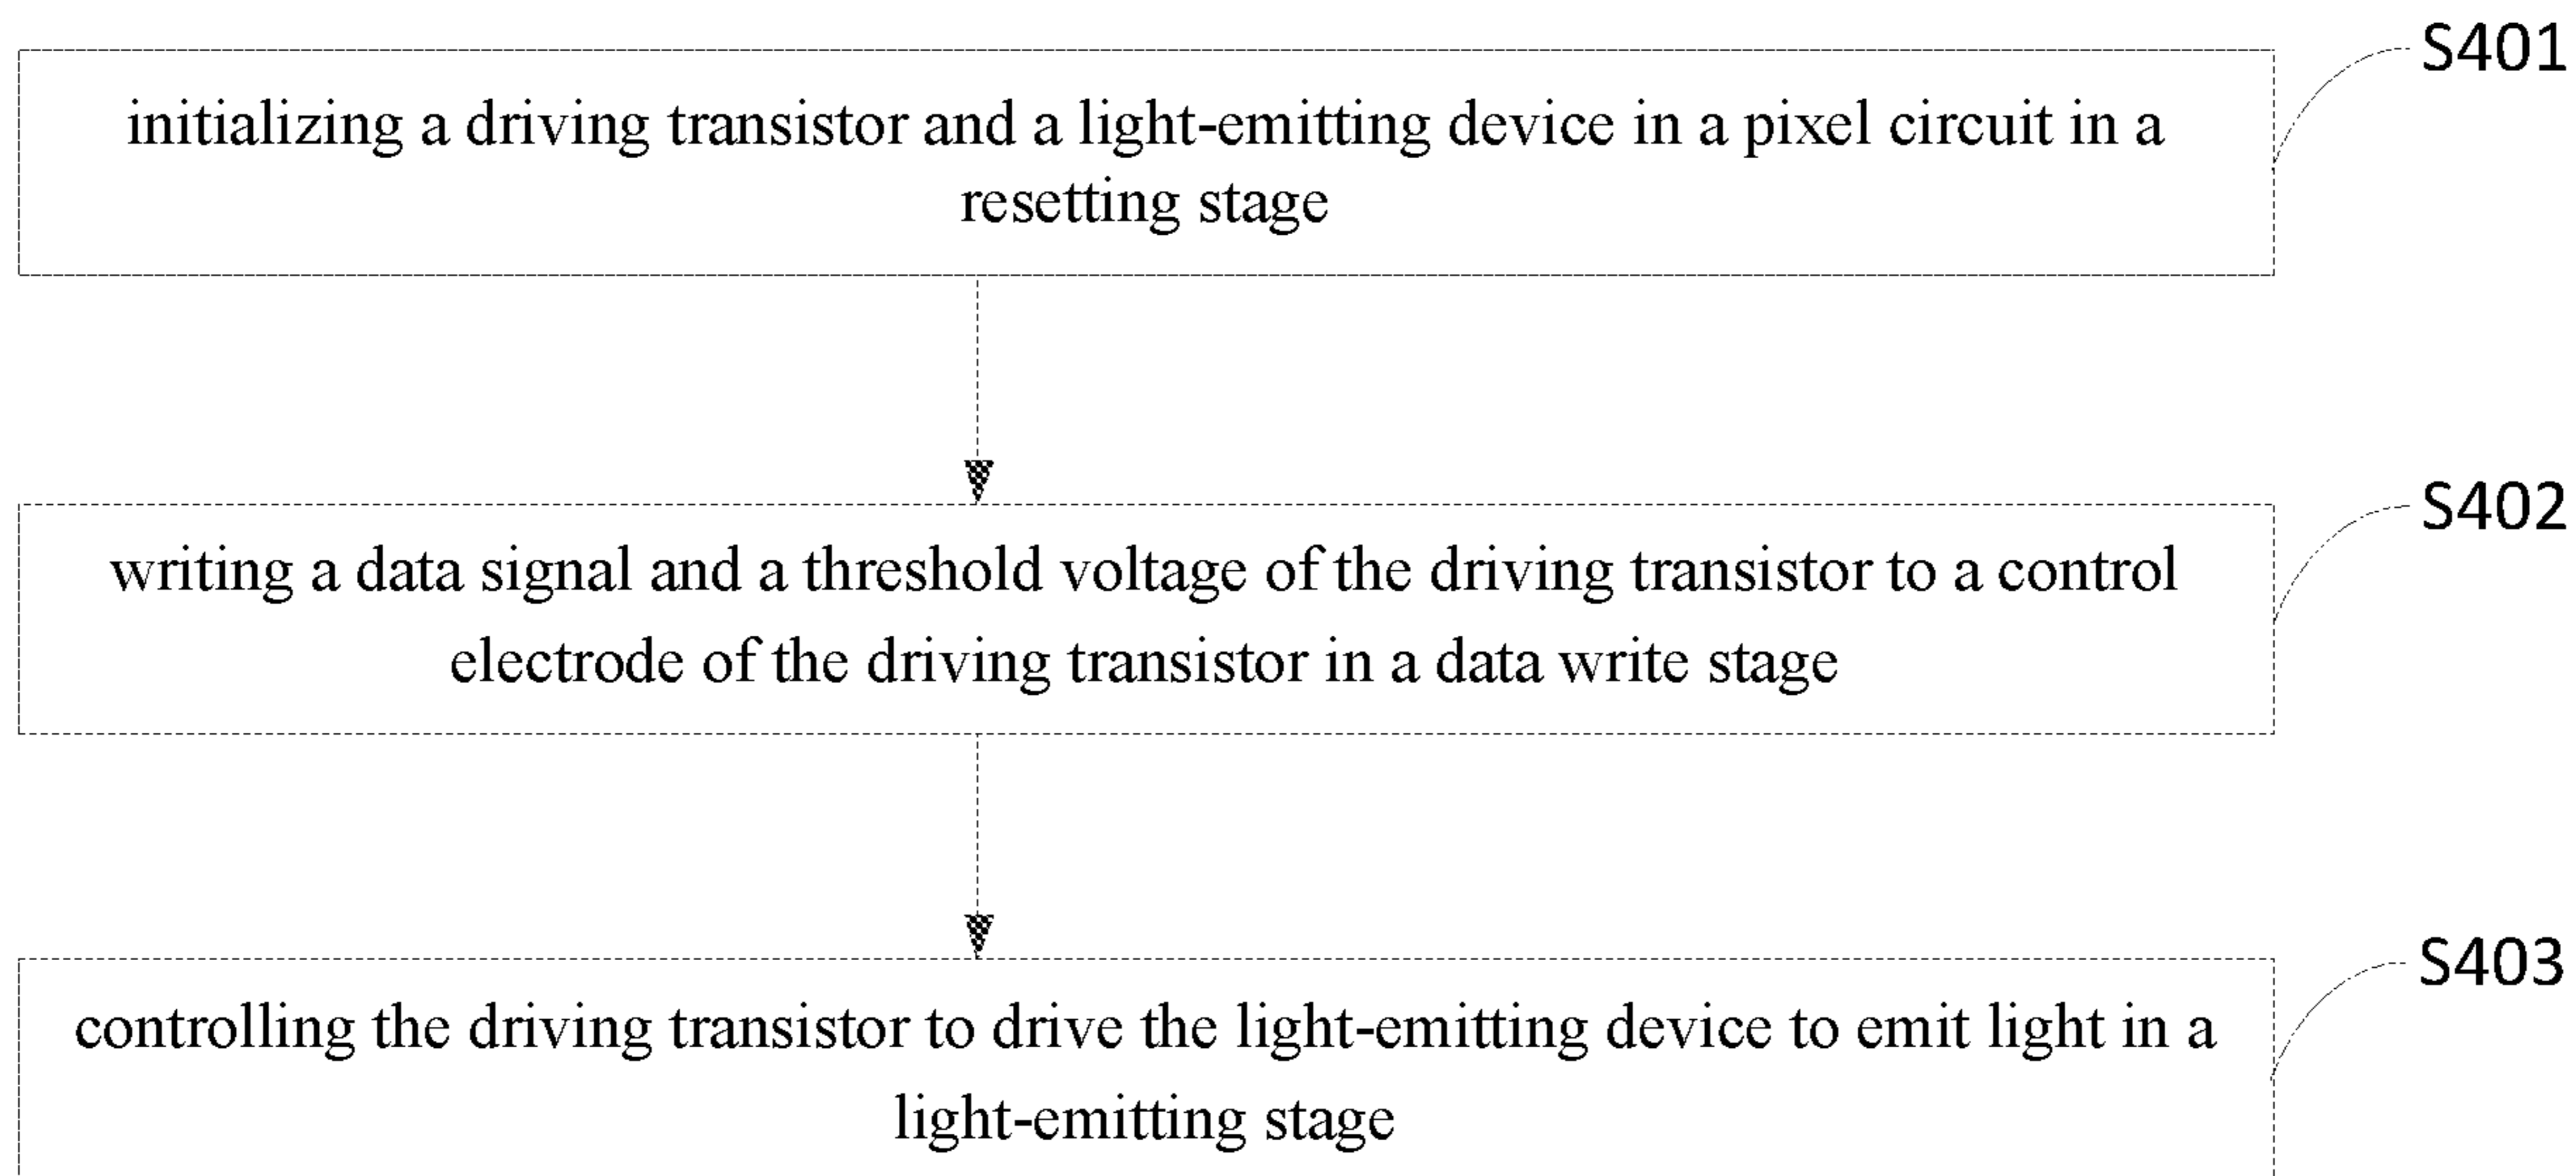 S401
initializing a driving transistor and a light-emitting device in a pixel circuit in a
resetting stage
S402
writing a data signal and a threshold voltage of the driving transistor to a control
electrode of the driving transistor in a data write stage
S403
controlling the driving transistor to drive the light-emitting device to emit light in a
light-emitting stage